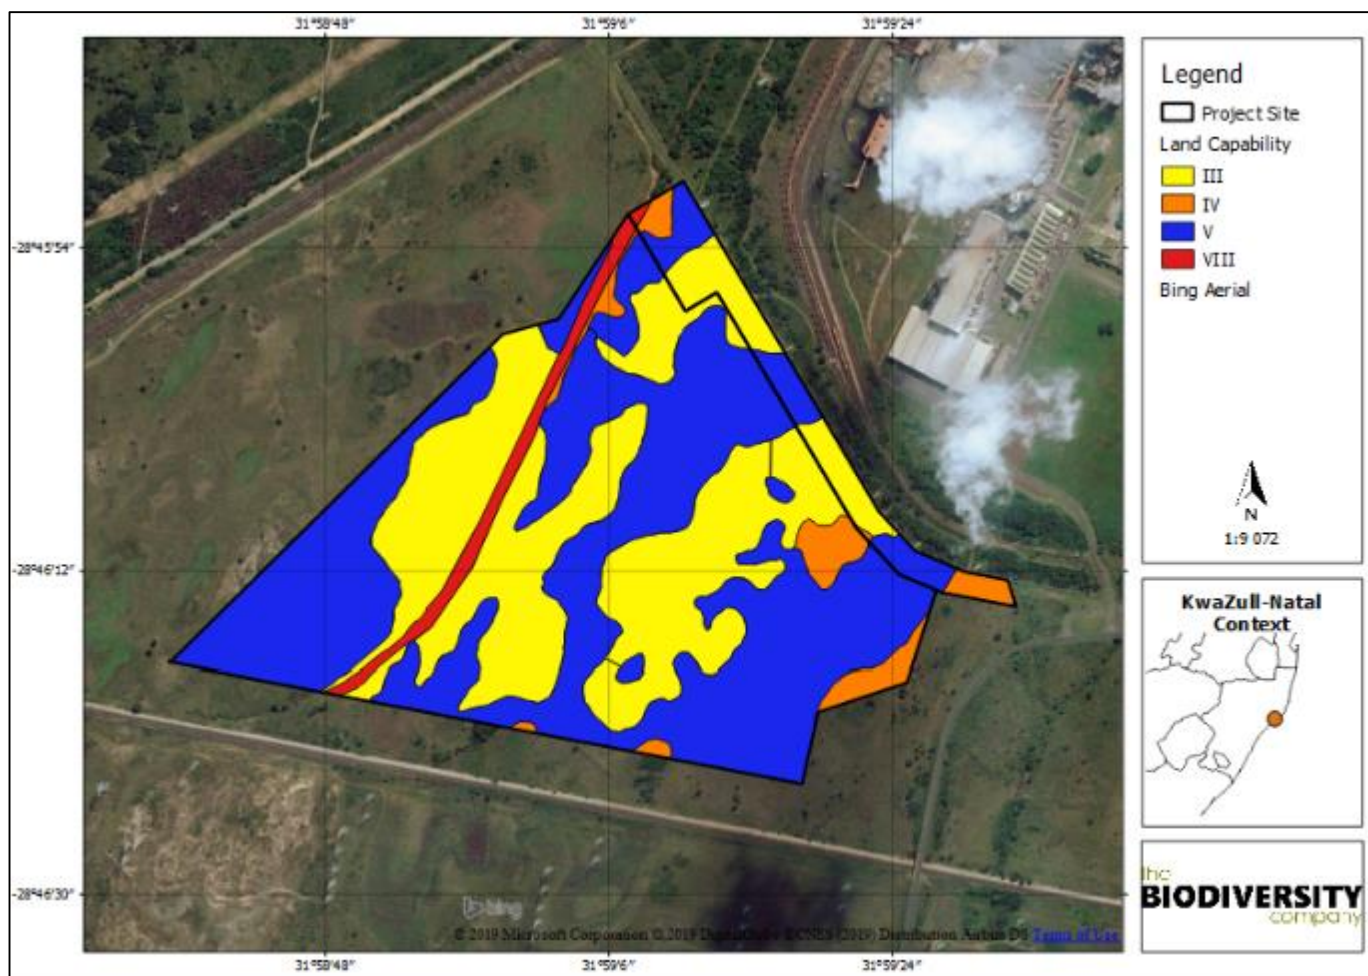 31°58'48" 31°59'6" 31°59'24"
-28°45'54"
-28°46'12"
-28°46'30"
Legend
Project Site
Land Capability
III
IV
V
VIII
Bing Aerial
N
1:9 072
KwaZull-Natal
Context
the
BIODIVERSITY
company
bing
© 2019 Microsoft Corporation © 2019 DigitalGlobe ©CNES (2019) Distribution Airbus DS Terms of Use
31°58'48" 31°59'6" 31°59'24"